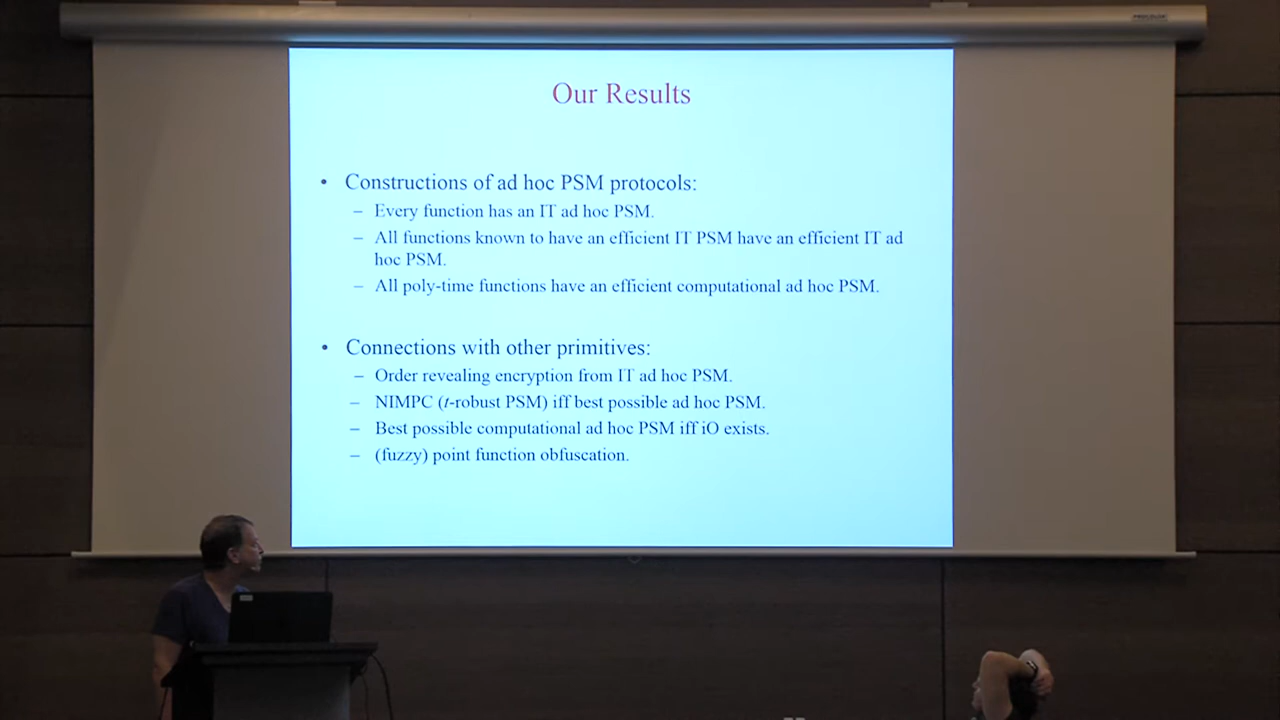 Our Results
• Constructions of ad hoc PSM protocols:
– Every function has an IT ad hoc PSM.
– All functions known to have an efficient IT PSM have an efficient IT ad
hoc PSM.
– All poly-time functions have an efficient computational ad hoc PSM.
• Connections with other primitives:
– Order revealing encryption from IT ad hoc PSM.
– NIMPC (t-robust PSM) iff best possible ad hoc PSM.
– Best possible computational ad hoc PSM iff iO exists.
– (fuzzy) point function obfuscation.